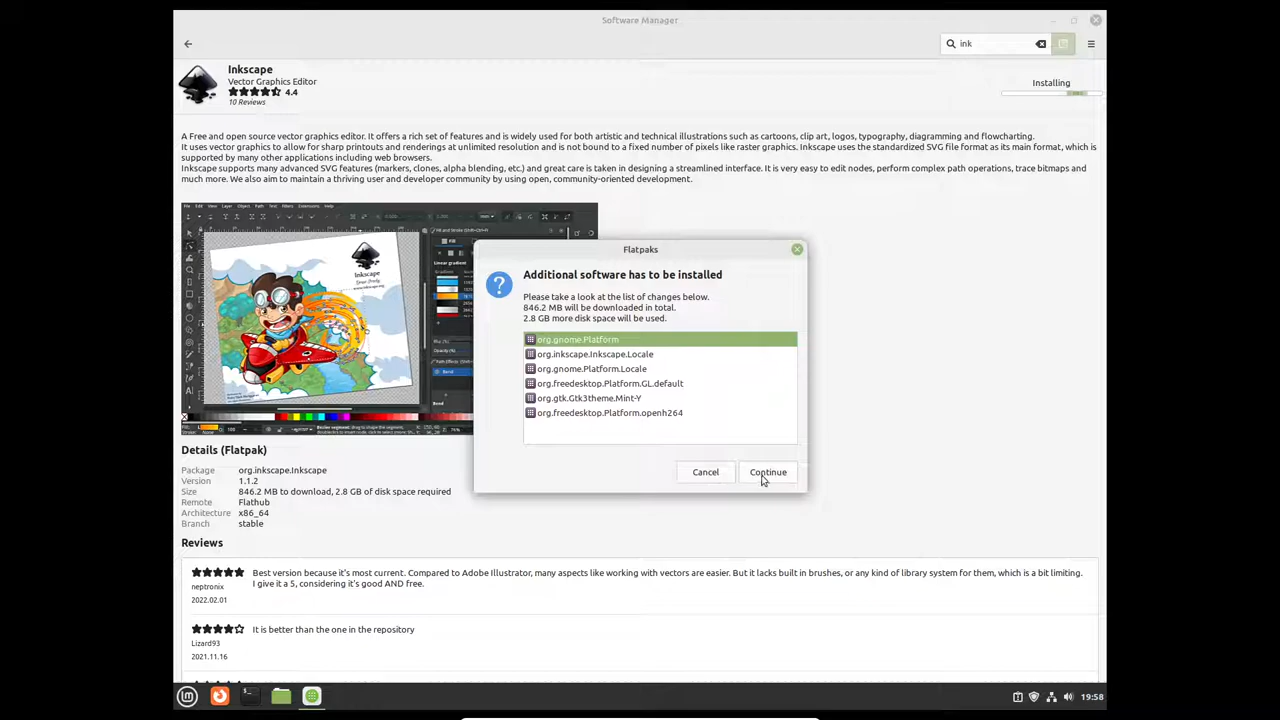 Software Manager
ink
Inkscape
Vector Graphics Editor
4.4
10 Reviews
Installing
A Free and open source vector graphics editor. It offers a rich set of features and is widely used for both artistic and technical illustrations such as cartoons, clip art, logos, typography, diagramming and flowcharting.
It uses vector graphics to allow for sharp printouts and renderings at unlimited resolution and is not bound to a fixed number of pixels like raster graphics. Inkscape uses the standardized SVG file format as its main format, which is
supported by many other applications including web browsers.
Inkscape supports many advanced SVG features (markers, clones, alpha blending, etc.) and great care is taken in designing a streamlined interface. It is very easy to edit nodes, perform complex path operations, trace bitmaps and
much more. We also aim to maintain a thriving user and developer community by using open, community-oriented development.
File Edit View Layer Object Path Text Filters Extensions Help
Inkscape
Linear gradient
Flatpaks
Additional software has to be installed
Please take a look at the list of changes below.
846.2 MB will be downloaded in total.
2.8 GB more disk space will be used.
org.gnome.Platform
org.inkscape.Inkscape.Locale
org.gnome.Platform.Locale
org.freedesktop.Platform.GL.default
org.gtk.Gtk3theme.Mint-Y
org.freedesktop.Platform.openh264
Cancel
Continue
Details (Flatpak)
Package org.inkscape.Inkscape
Version 1.1.2
Size 846.2 MB to download, 2.8 GB of disk space required
Remote Flathub
Architecture x86_64
Branch stable
Reviews
Best version because it's most current. Compared to Adobe Illustrator, many aspects like working with vectors are easier. But it lacks built in brushes, or any kind of library system for them, which is a bit limiting.
I give it a 5, considering it's good AND free.
neptronix
2022.02.01
It is better than the one in the repository
Lizard93
2021.11.16
19:58